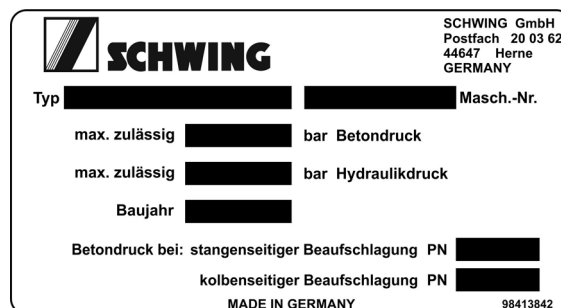 SCHWING
SCHWING GmbH
Postfach 20 03 62
44647 Herne
GERMANY
Typ Masch.-Nr.
max. zulässig bar Betondruck
max. zulässig bar Hydraulikdruck
Baujahr
Betondruck bei: stangenseitiger Beaufschlagung PN
kolbenseitiger Beaufschlagung PN
MADE IN GERMANY 98413842